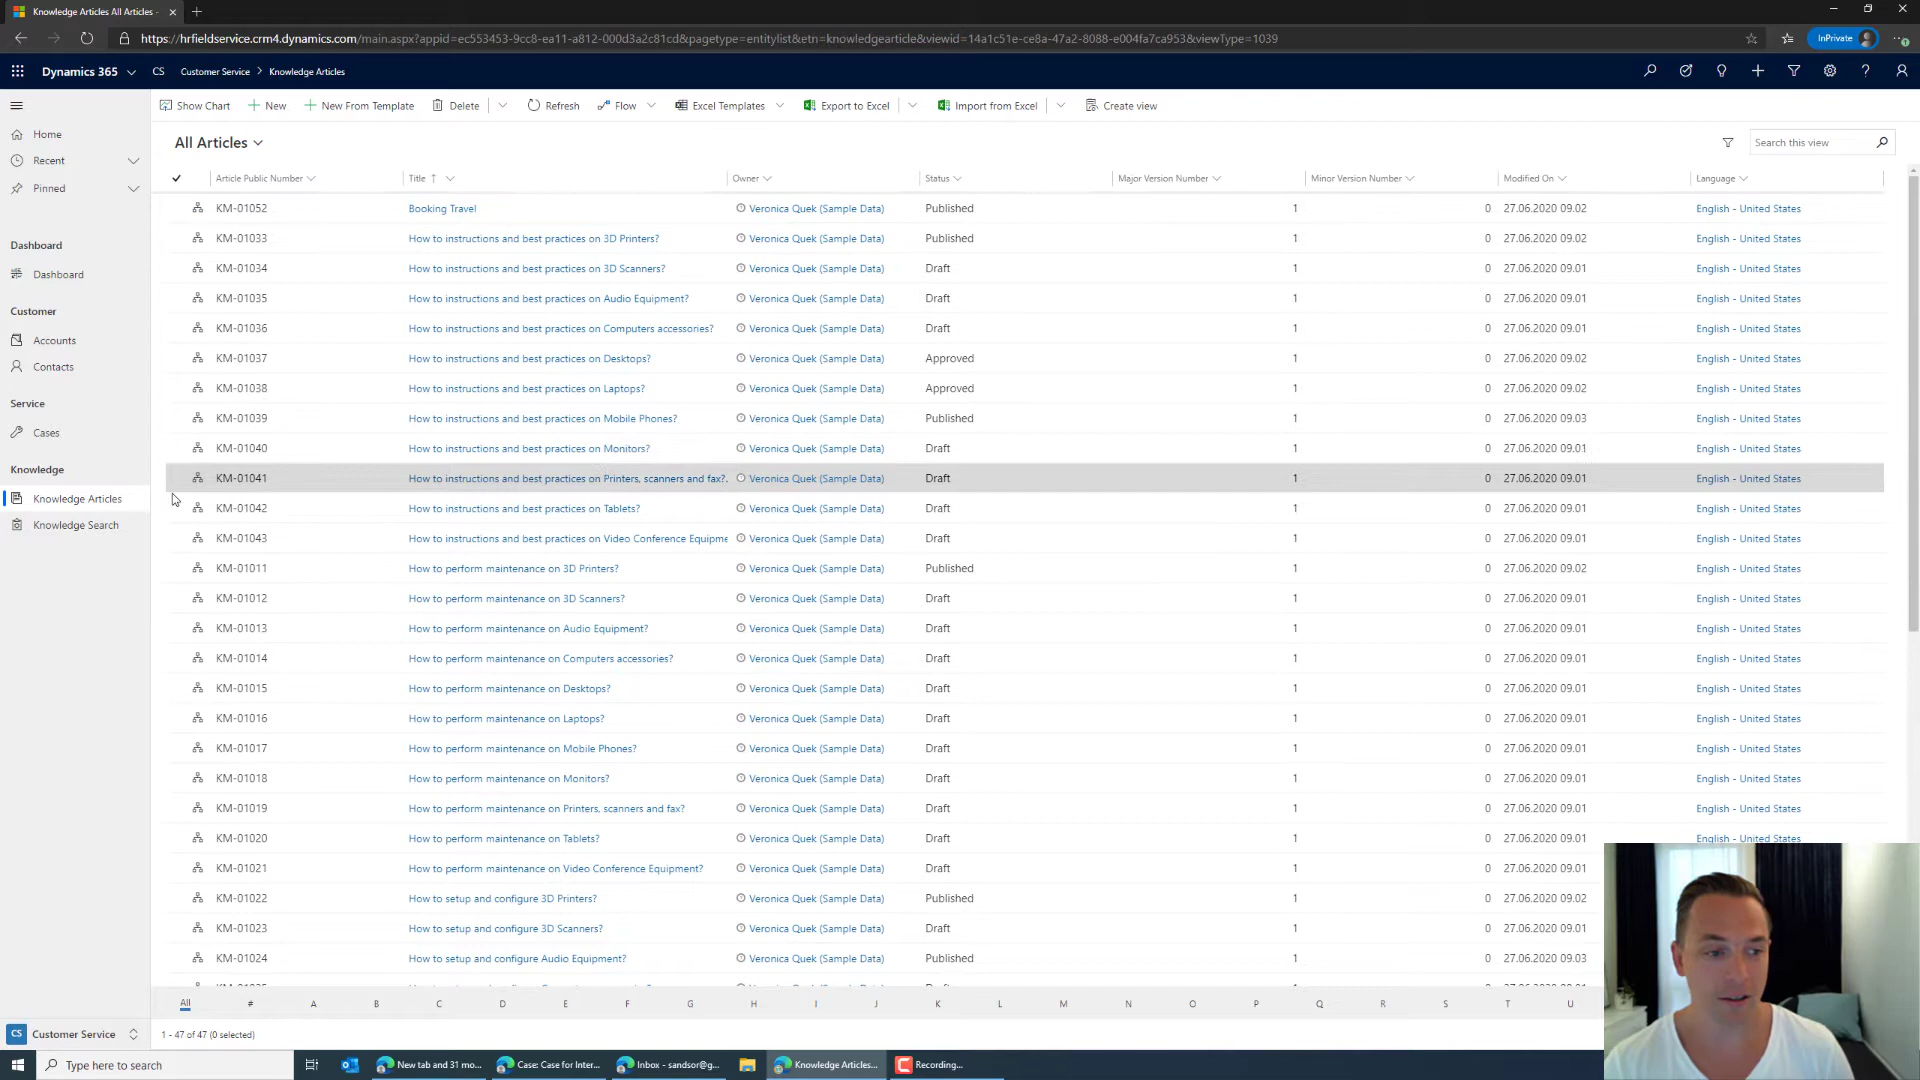 Knowledge Articles All Articles -
https://hrfieldservice.crm4.dynamics.com/main.aspx?appid=ec553453-9cc8-ea11-a812-000d3a2c81cd&pagetype=entitylist&etn=knowledgearticle&viewid=14a1c51e-ce8a-47a2-8088-e004fa7ca953&viewType=1039
InPrivate
Dynamics 365
CS
Customer Service > Knowledge Articles
Show Chart
New
New From Template
Delete
Refresh
Flow
Excel Templates
Export to Excel
Import from Excel
Create view
Home
Recent
Pinned
Dashboard
Dashboard
Customer
Accounts
Contacts
Service
Cases
Knowledge
Knowledge Articles
Knowledge Search
All Articles
Search this view
Article Public Number Title ↑ Owner Status Major Version Number Minor Version Number Modified On Language
KM-01052 Booking Travel Veronica Quek (Sample Data) Published 1 0 27.06.2020 09.02 English - United States
KM-01033 How to instructions and best practices on 3D Printers? Veronica Quek (Sample Data) Published 1 0 27.06.2020 09.02 English - United States
KM-01034 How to instructions and best practices on 3D Scanners? Veronica Quek (Sample Data) Draft 1 0 27.06.2020 09.01 English - United States
KM-01035 How to instructions and best practices on Audio Equipment? Veronica Quek (Sample Data) Draft 1 0 27.06.2020 09.01 English - United States
KM-01036 How to instructions and best practices on Computers accessories? Veronica Quek (Sample Data) Draft 1 0 27.06.2020 09.01 English - United States
KM-01037 How to instructions and best practices on Desktops? Veronica Quek (Sample Data) Approved 1 0 27.06.2020 09.02 English - United States
KM-01038 How to instructions and best practices on Laptops? Veronica Quek (Sample Data) Approved 1 0 27.06.2020 09.02 English - United States
KM-01039 How to instructions and best practices on Mobile Phones? Veronica Quek (Sample Data) Published 1 0 27.06.2020 09.03 English - United States
KM-01040 How to instructions and best practices on Monitors? Veronica Quek (Sample Data) Draft 1 0 27.06.2020 09.01 English - United States
KM-01041 How to instructions and best practices on Printers, scanners and fax?. Veronica Quek (Sample Data) Draft 1 0 27.06.2020 09.01 English - United States
KM-01042 How to instructions and best practices on Tablets? Veronica Quek (Sample Data) Draft 1 0 27.06.2020 09.01 English - United States
KM-01043 How to instructions and best practices on Video Conference Equipme Veronica Quek (Sample Data) Draft 1 0 27.06.2020 09.01 English - United States
KM-01011 How to perform maintenance on 3D Printers? Veronica Quek (Sample Data) Published 1 0 27.06.2020 09.02 English - United States
KM-01012 How to perform maintenance on 3D Scanners? Veronica Quek (Sample Data) Draft 1 0 27.06.2020 09.01 English - United States
KM-01013 How to perform maintenance on Audio Equipment? Veronica Quek (Sample Data) Draft 1 0 27.06.2020 09.01 English - United States
KM-01014 How to perform maintenance on Computers accessories? Veronica Quek (Sample Data) Draft 1 0 27.06.2020 09.01 English - United States
KM-01015 How to perform maintenance on Desktops? Veronica Quek (Sample Data) Draft 1 0 27.06.2020 09.01 English - United States
KM-01016 How to perform maintenance on Laptops? Veronica Quek (Sample Data) Draft 1 0 27.06.2020 09.01 English - United States
KM-01017 How to perform maintenance on Mobile Phones? Veronica Quek (Sample Data) Draft 1 0 27.06.2020 09.01 English - United States
KM-01018 How to perform maintenance on Monitors? Veronica Quek (Sample Data) Draft 1 0 27.06.2020 09.01 English - United States
KM-01019 How to perform maintenance on Printers, scanners and fax? Veronica Quek (Sample Data) Draft 1 0 27.06.2020 09.01 English - United States
KM-01020 How to perform maintenance on Tablets? Veronica Quek (Sample Data) Draft 1 0 27.06.2020 09.01 English - United States
KM-01021 How to perform maintenance on Video Conference Equipment? Veronica Quek (Sample Data) Draft 1 0 27.06.2020 09.01
KM-01022 How to setup and configure 3D Printers? Veronica Quek (Sample Data) Published 1 0 27.06.2020 09.02
KM-01023 How to setup and configure 3D Scanners? Veronica Quek (Sample Data) Draft 1 0 27.06.2020 09.01
KM-01024 How to setup and configure Audio Equipment? Veronica Quek (Sample Data) Published 1 0 27.06.2020 09.03
All # A B C D E F G H I J K L M N O P Q R S T U
CS Customer Service
1 - 47 of 47 (0 selected)
Type here to search
New tab and 31 mo...
Case: Case for Inter...
Inbox - sandsor@g...
Knowledge Articles...
Recording...